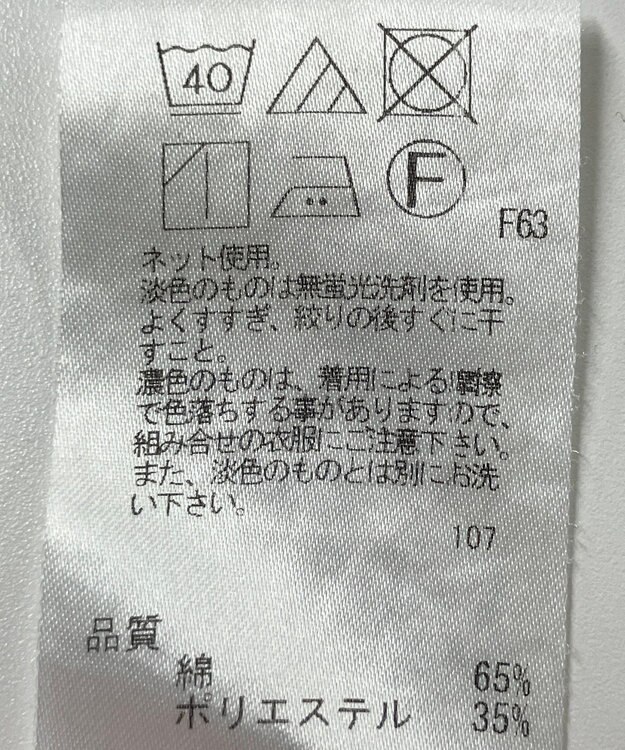 40
F
F63
ネット使用。
淡色のものは無蛍光洗剤を使用。
よくすすぎ、絞りの後すぐに干
すこと。
濃色のものは、着用による摩擦
で色落ちする事がありますので、
組み合せの衣服にご注意下さい。
また、淡色のものとは別にお洗
い下さい。
107
品質
綿 65%
ポリエステル 35%